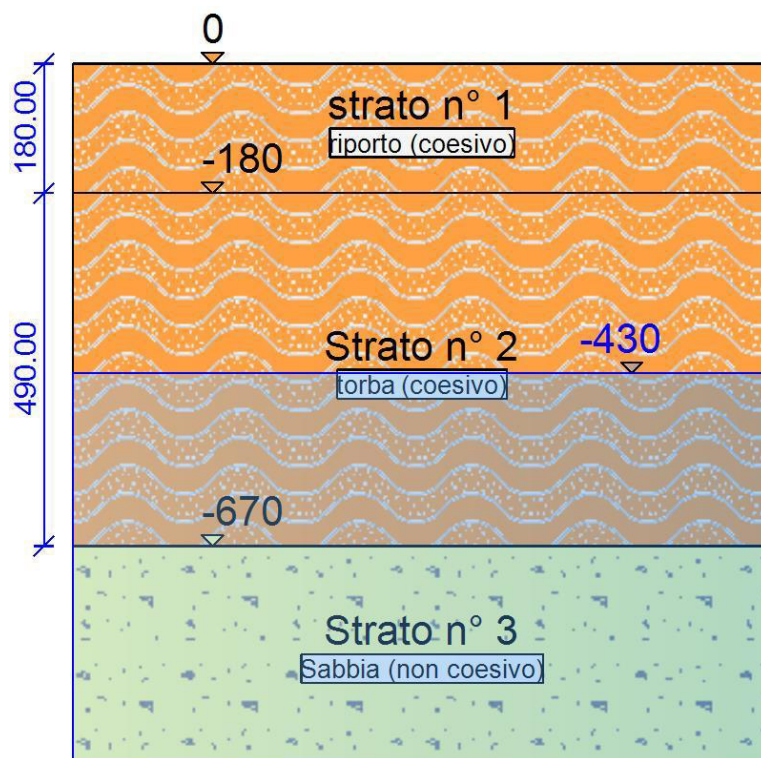 0
180.00
strato n° 1
riporto (coesivo)
-180
490.00
Strato n° 2
-430
torba (coesivo)
-670
Strato n° 3
Sabbia (non coesivo)